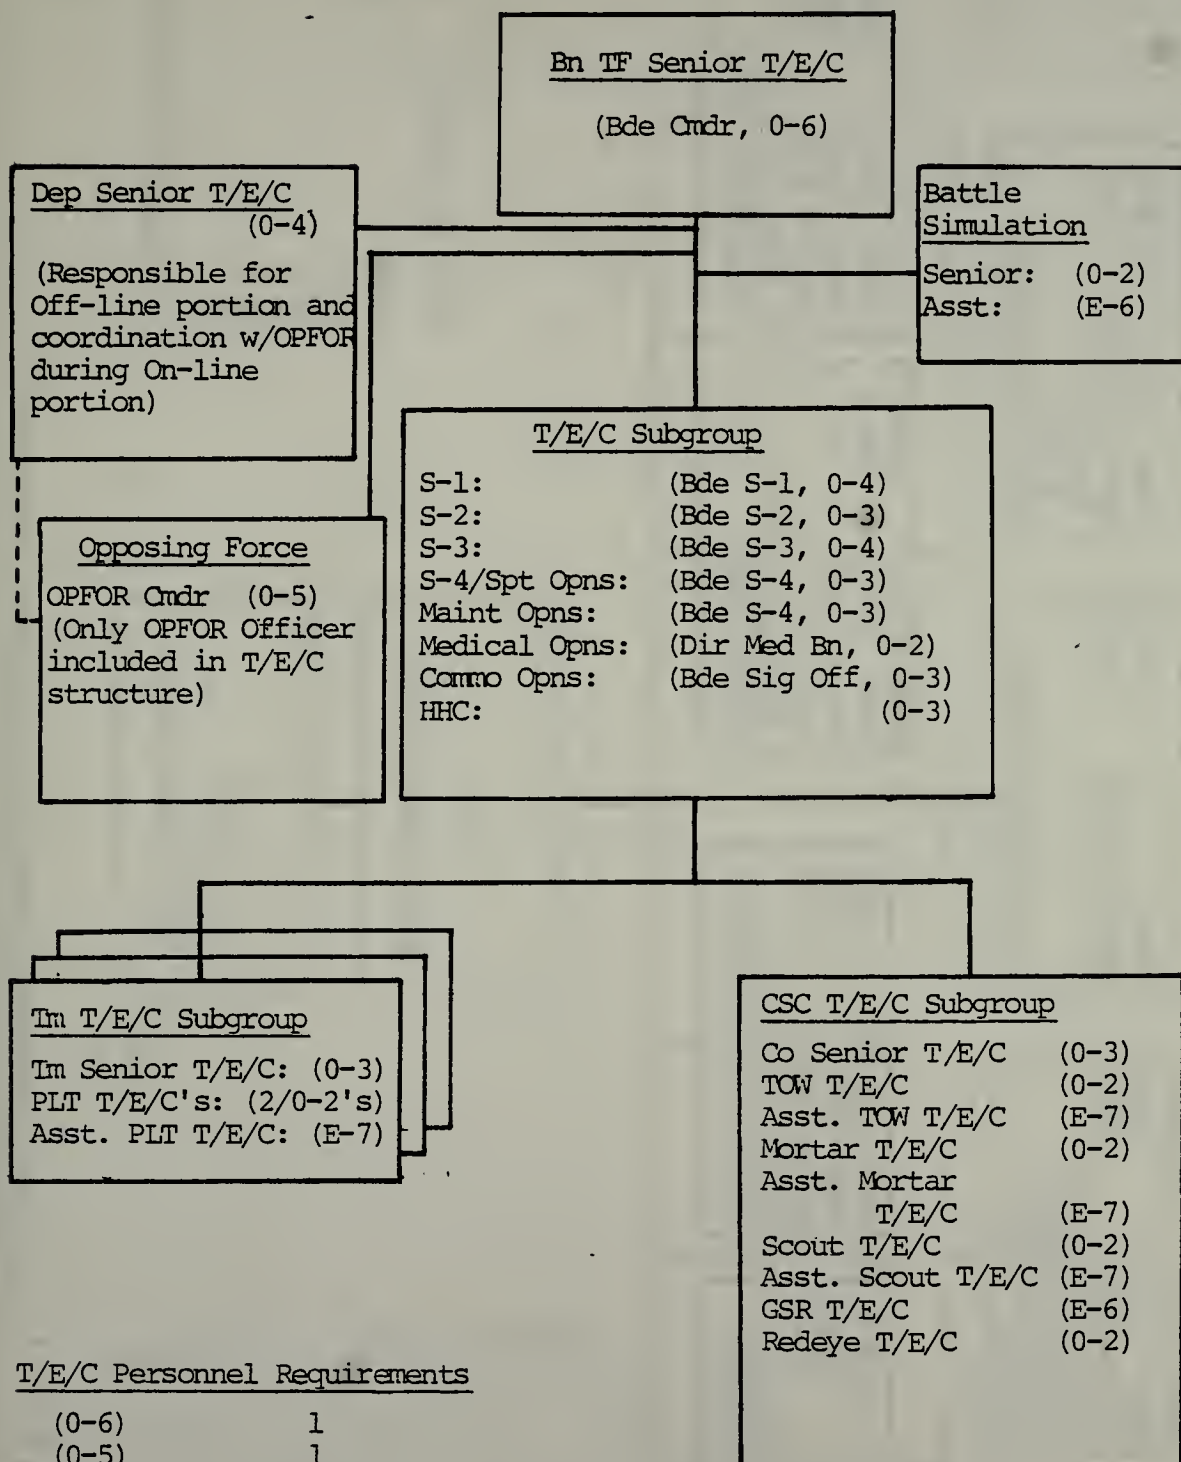 Bn TF Senior T/E/C
(Bde Cmdr, 0-6)
Dep Senior T/E/C
(0-4)
(Responsible for
Off-line portion and
coordination w/OPFOR
during On-line
portion)
Battle
Simulation
Senior: (0-2)
Asst: (E-6)
Opposing Force
OPFOR Cmdr (0-5)
(Only OPFOR Officer
included in T/E/C
structure)
T/E/C Subgroup
S-1: (Bde S-1, 0-4)
S-2: (Bde S-2, 0-3)
S-3: (Bde S-3, 0-4)
S-4/Spt Opns: (Bde S-4, 0-3)
Maint Opns: (Bde S-4, 0-3)
Medical Opns: (Dir Med Bn, 0-2)
Commo Opns: (Bde Sig Off, 0-3)
HHC: (0-3)
Tm T/E/C Subgroup
Tm Senior T/E/C: (0-3)
PLT T/E/C's: (2/0-2's)
Asst. PLT T/E/C: (E-7)
CSC T/E/C Subgroup
Co Senior T/E/C (0-3)
TOW T/E/C (0-2)
Asst. TOW T/E/C (E-7)
Mortar T/E/C (0-2)
Asst. Mortar
T/E/C (E-7)
Scout T/E/C (0-2)
Asst. Scout T/E/C (E-7)
GSR T/E/C (E-6)
Redeye T/E/C (0-2)
T/E/C Personnel Requirements
(0-6) 1
(0-5) 1